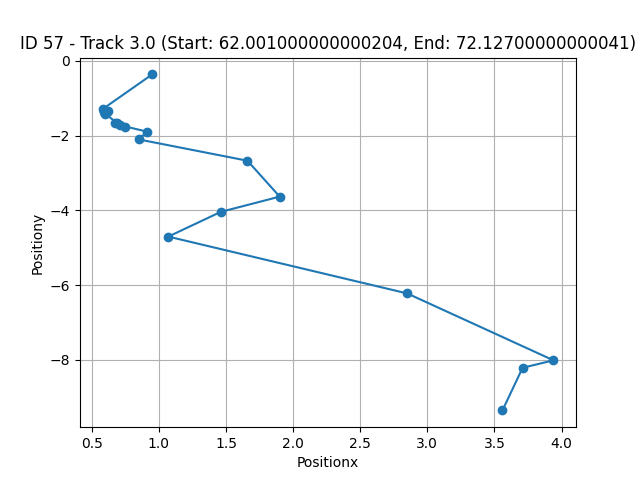 ID 57 - Track 3.0 (Start: 62.001000000000204, End: 72.12700000000041)
0
−2
−4
−6
−8
Positiony
0.5 1.0 1.5 2.0 2.5 3.0 3.5 4.0
Positionx